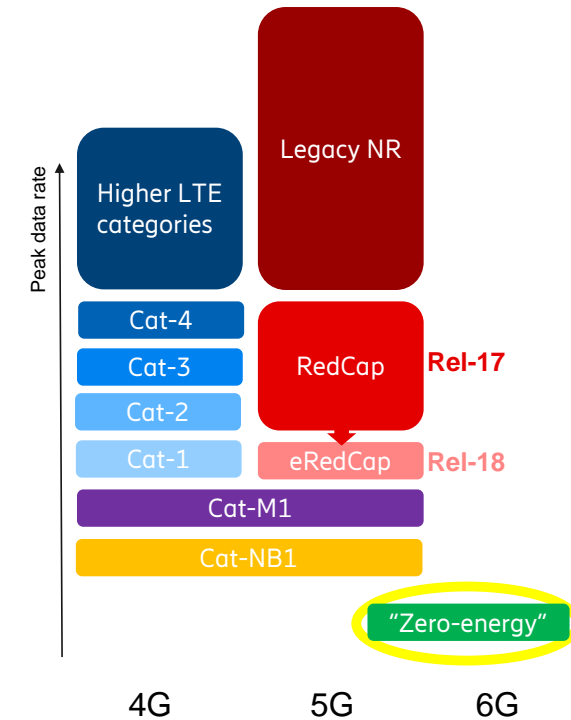 Legacy NR
Higher LTE
categories
Peak data rate
Cat-4
Cat-3
RedCap
Rel-17
Cat-2
Cat-1
eRedCap
Rel-18
Cat-M1
Cat-NB1
“Zero-energy”
4G
5G
6G